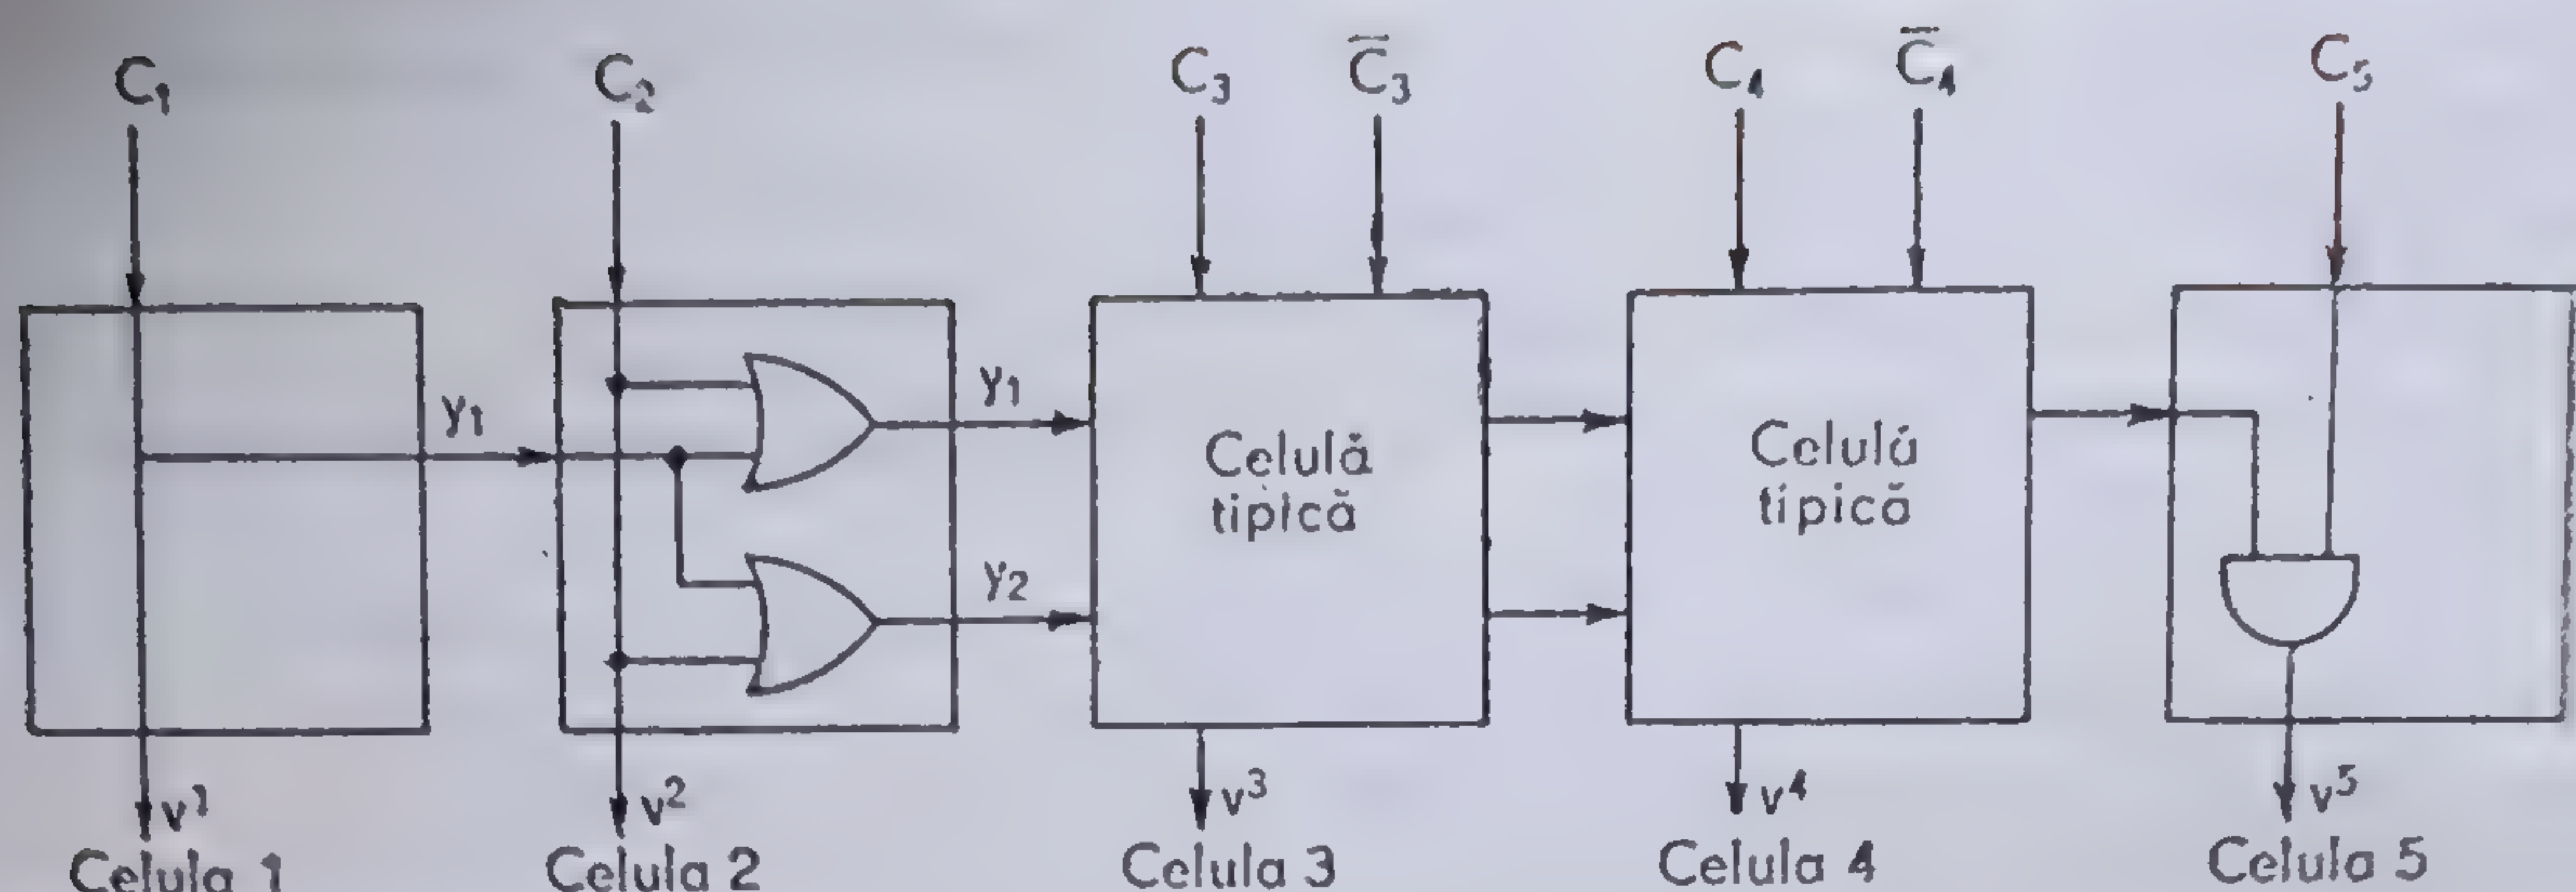 C₁ C₂ C₃ C̅₃ C₄ C̅₄ C₅
y₁ y₁ y₂
Celulă
tipică
Celulă
tipică
v¹ v² v³ v⁴ v⁵
Celula 1 Celula 2 Celula 3 Celula 4 Celula 5